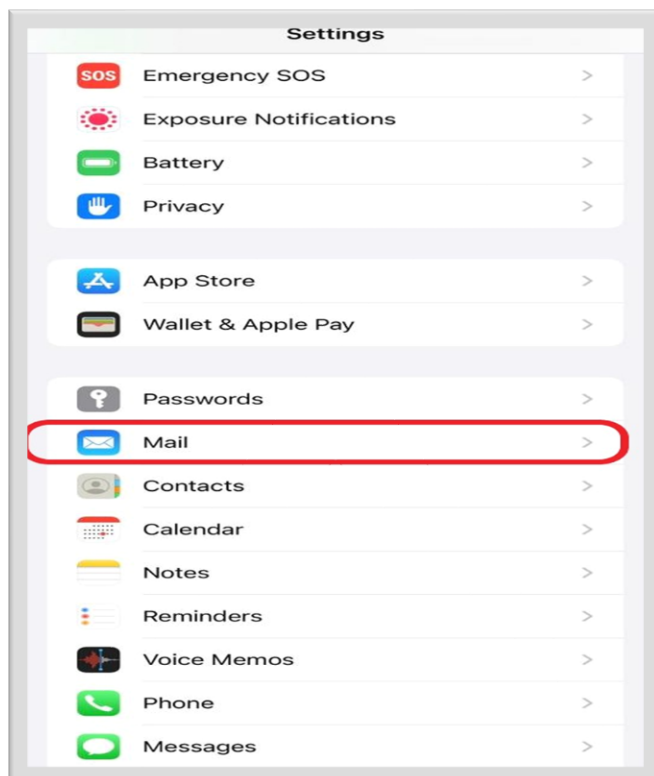 Settings
SOS Emergency SOS
Exposure Notifications
Battery
Privacy
App Store
Wallet & Apple Pay
Passwords
Mail
Contacts
Calendar
Notes
Reminders
Voice Memos
Phone
Messages